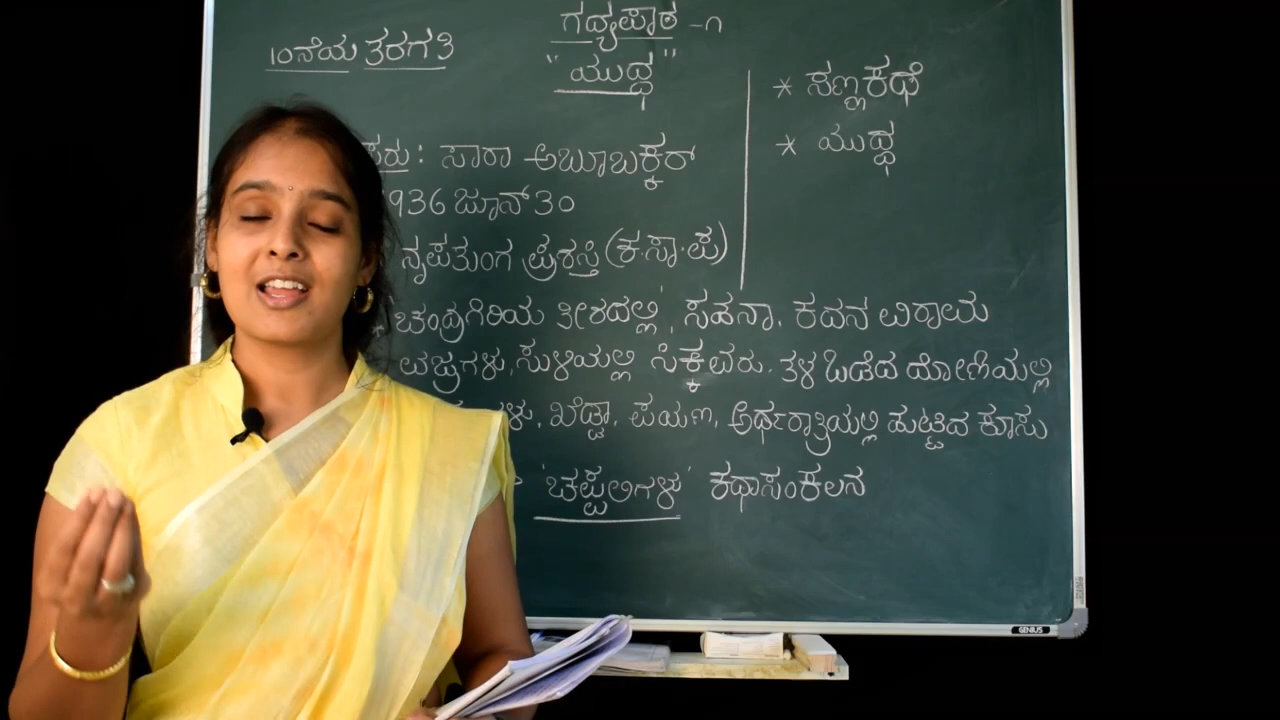 ಗದ್ಯಪಾಠ -೧
೧೦ನೆಯ ತರಗತಿ
" ಯುದ್ಧ "
* ಸಣ್ಣಕಥೆ
* ಯುದ್ಧ
ಸಾರಾ ಅಬೂಬಕ್ಕರ್
1936 ಜೂನ್ 30
ನೃಪತುಂಗ ಪ್ರಶಸ್ತಿ (ಕ.ಸಾ.ಪ)
ಚಂದ್ರಗಿರಿಯ ತೀರದಲ್ಲಿ, ಸಹನಾ, ಕದನ ವಿರಾಮ
ವಜ್ರಗಳು, ಸುಳಿಯಲ್ಲಿ ಸಿಕ್ಕವರು, ತಳ ಒಡೆದ ದೋಣಿಯಲ್ಲಿ
ಖೆಡ್ಡಾ, ಪಯಣ, ಅರ್ಧರಾತ್ರಿಯಲ್ಲಿ ಹುಟ್ಟಿದ ಕೂಸು
'ಚಪ್ಪಲಿಗಳು' ಕಥಾಸಂಕಲನ
GENIUS